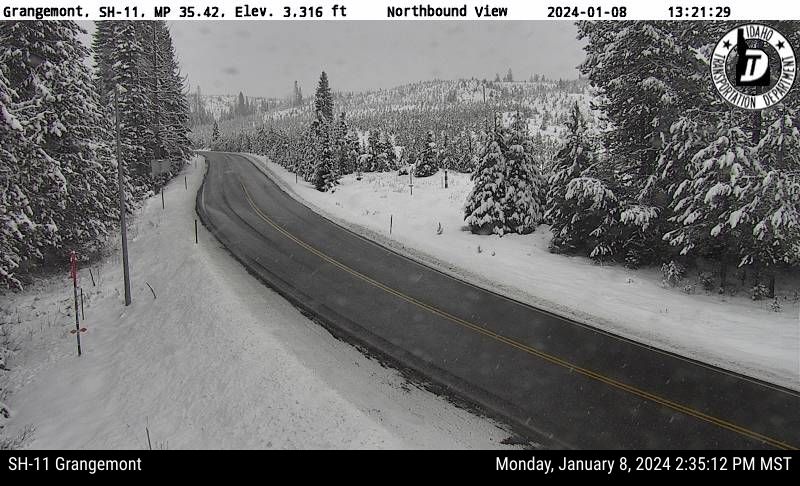 Grangemont, SH-11, MP 35.42, Elev. 3,316 ft Northbound View 2024-01-08 13:21:29
IDAHO
TRANSPORTATION DEPARTMENT
SH-11 Grangemont Monday, January 8, 2024 2:35:12 PM MST